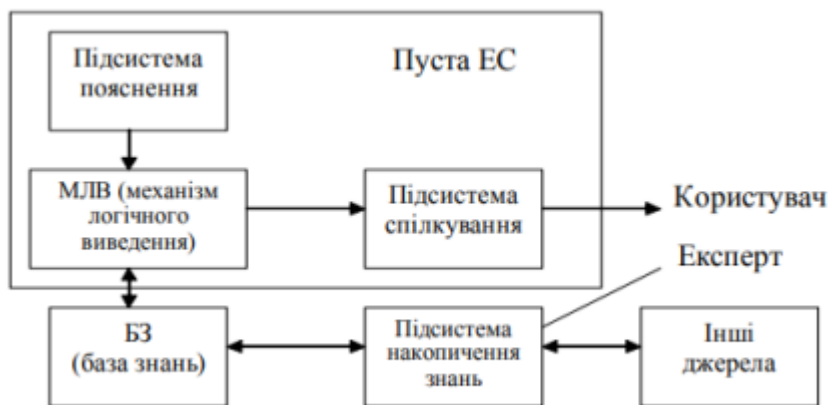 Підсистема
пояснення
Пуста ЕС
МЛВ (механізм
логічного
виведення)
Підсистема
спілкування
Користувач
Експерт
БЗ
(база знань)
Підсистема
накопичення
знань
Інші
джерела